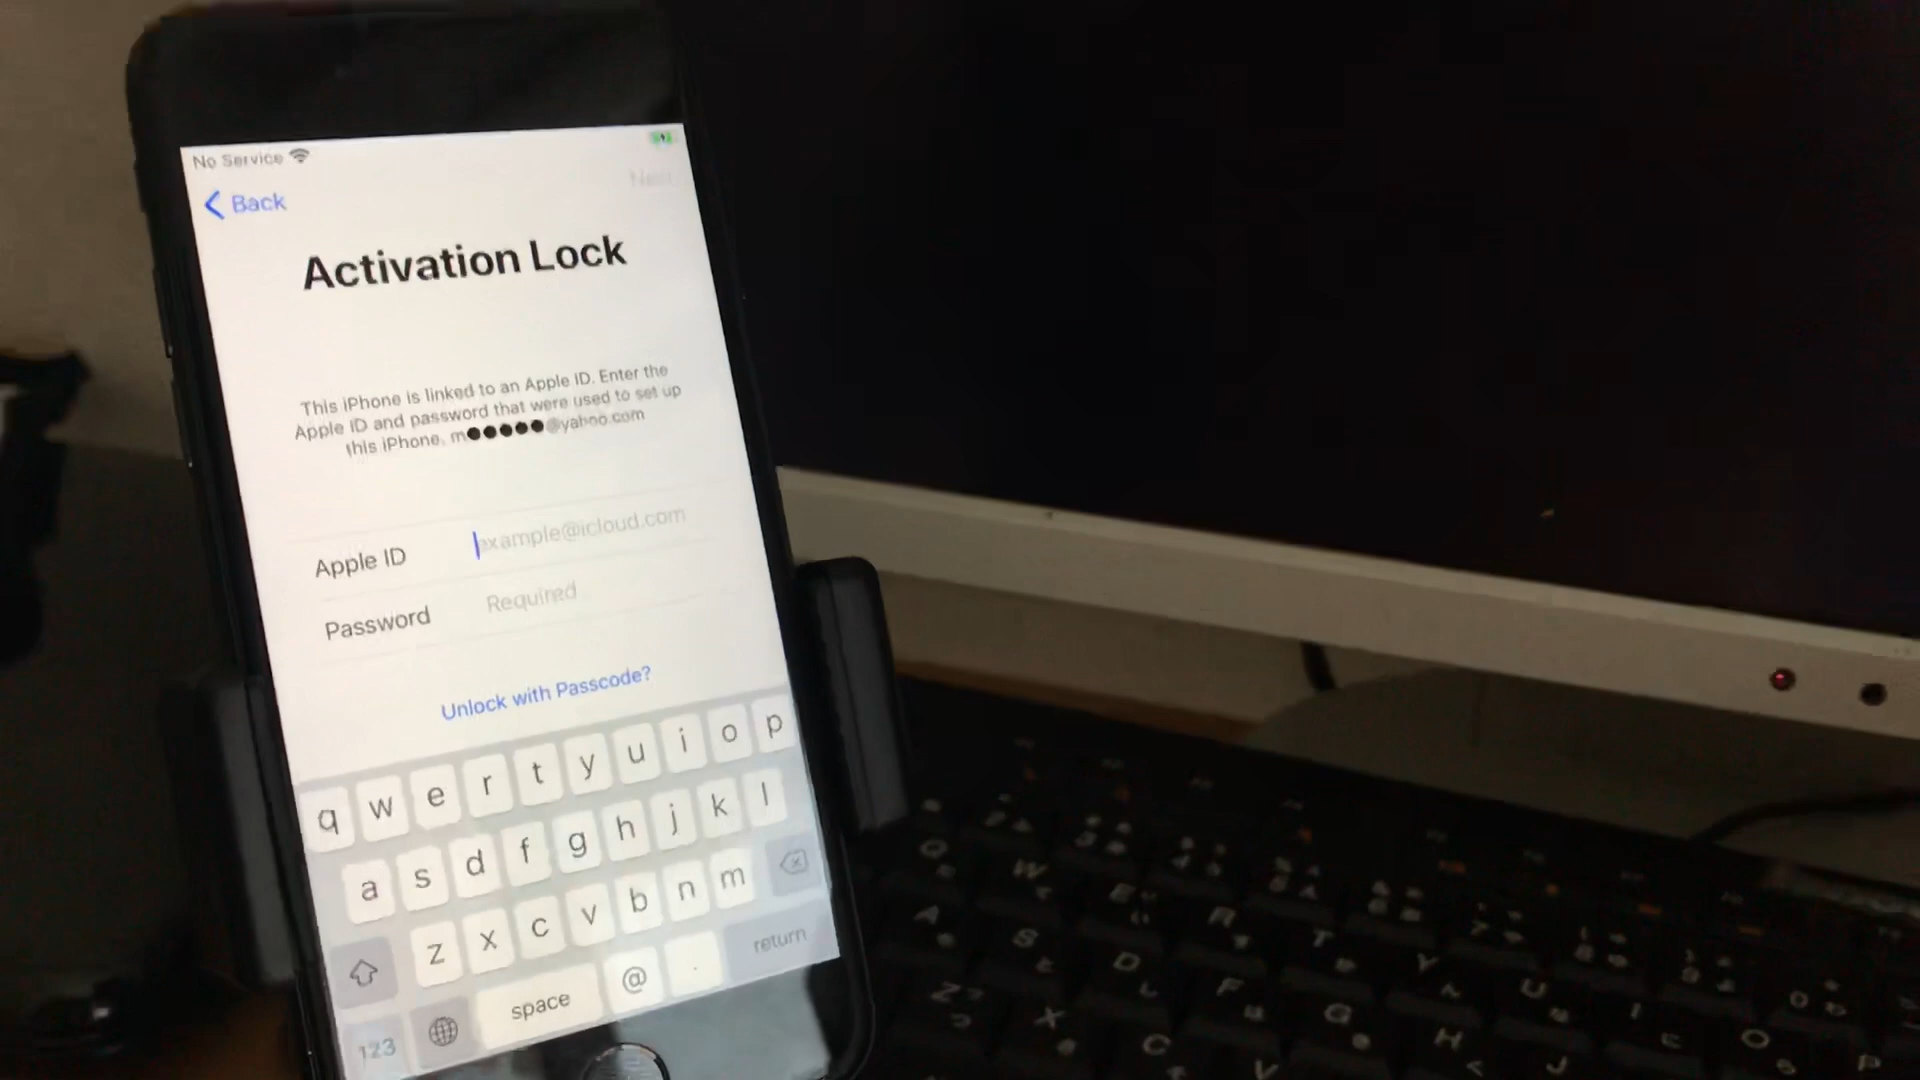 No Service
Next
Back
Activation Lock
This iPhone is linked to an Apple ID. Enter the
Apple ID and password that were used to set up
this iPhone. m●●●●●@yahoo.com
Apple ID example@icloud.com
Password Required
Unlock with Passcode?
q w e r t y u i o p
a s d f g h j k l
z x c v b n m
123 space @ . return